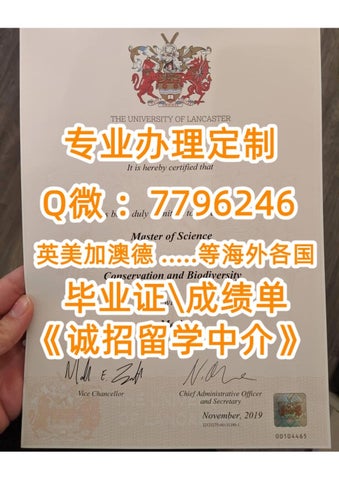 THE UNIVERSITY OF LANCASTER
专业办理定制
It is hereby certified that
Q微：7796246
Master of Science
英美加澳德 .....等海外各国
Conservation and Biodiversity
毕业证\成绩单
《诚招留学中介》
Vice Chancellor
Chief Administrative Officer
and Secretary
November, 2019
00104465